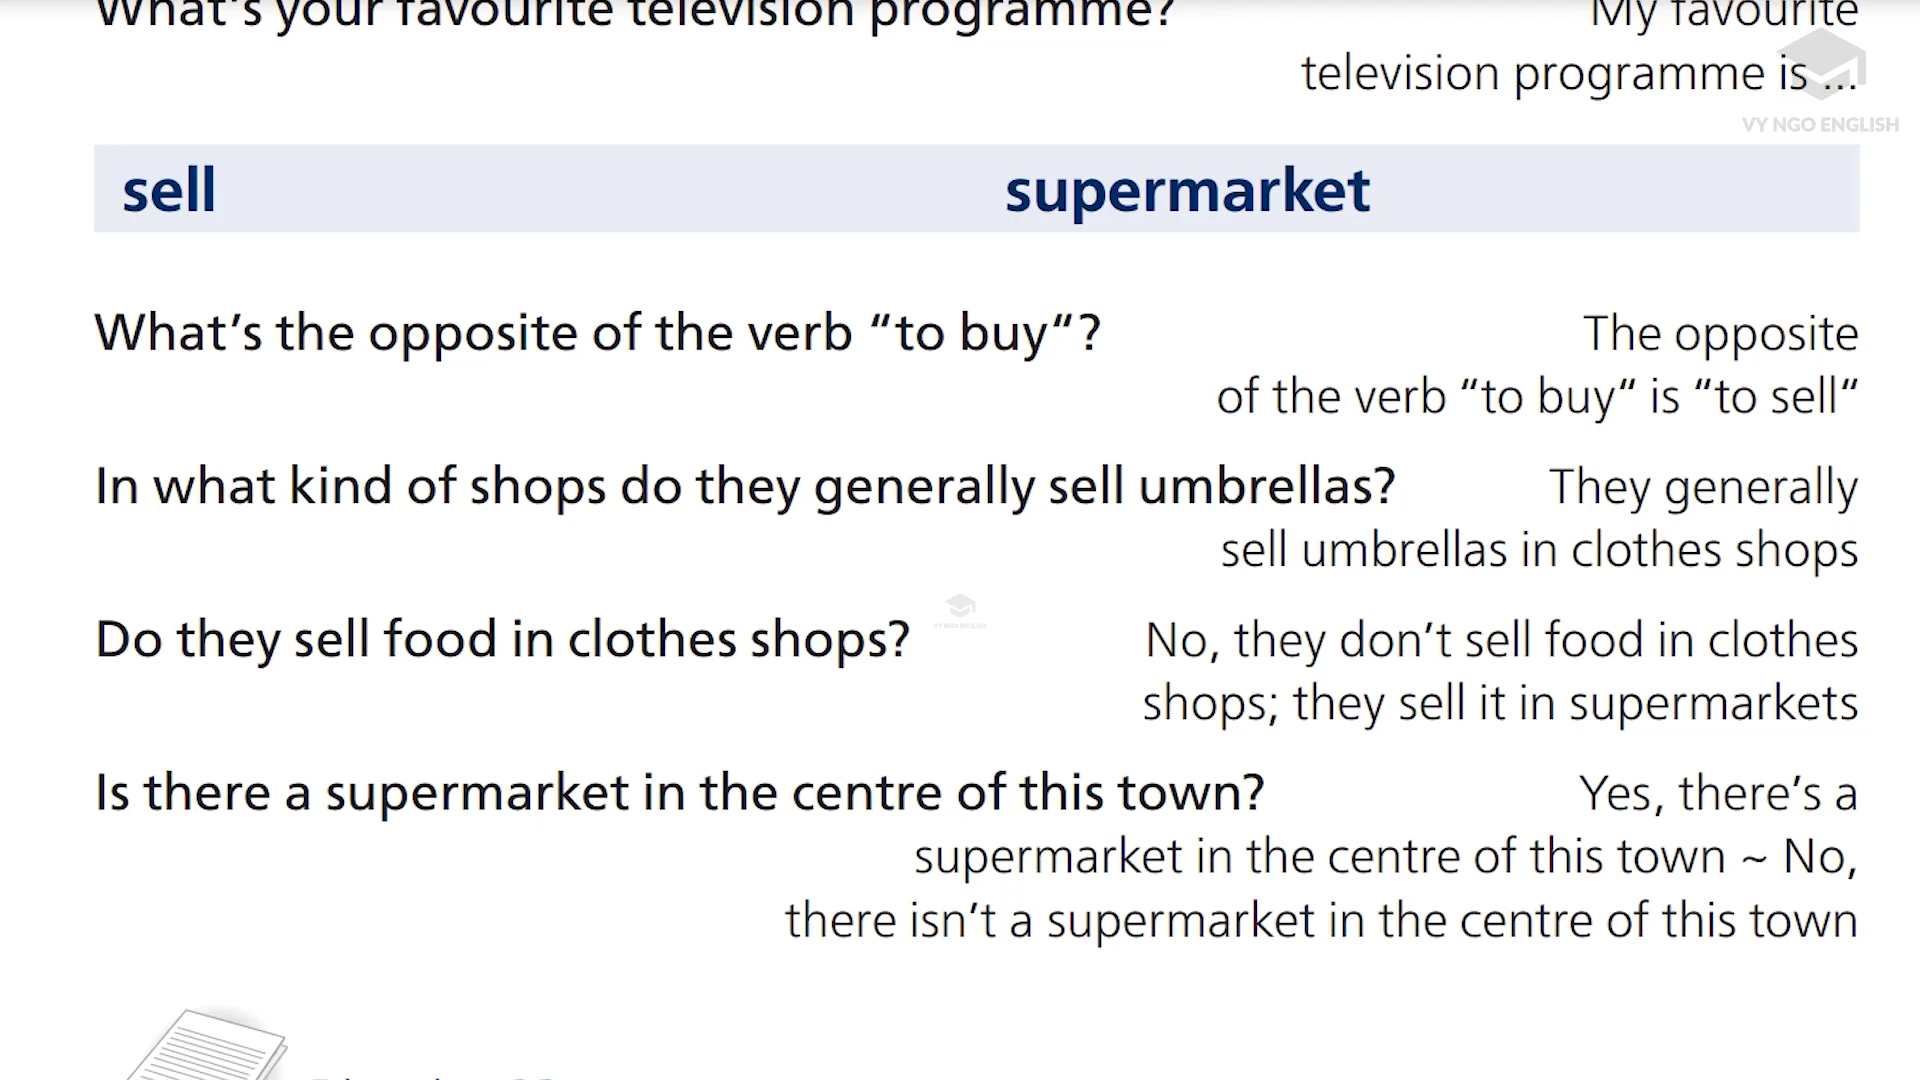 What's your favourite television programme? My favourite
television programme is ...
VY NGO ENGLISH
sell supermarket
What’s the opposite of the verb “to buy“? The opposite
of the verb “to buy“ is “to sell“
In what kind of shops do they generally sell umbrellas? They generally
sell umbrellas in clothes shops
Do they sell food in clothes shops? No, they don’t sell food in clothes
VY NGO ENGLISH
shops; they sell it in supermarkets
Is there a supermarket in the centre of this town? Yes, there’s a
supermarket in the centre of this town ~ No,
there isn’t a supermarket in the centre of this town